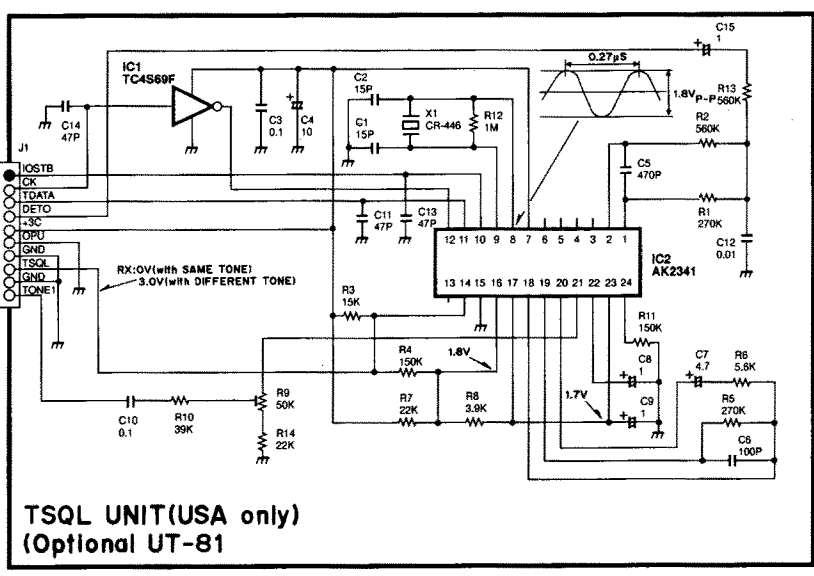 C15
1
0.27µS
1.8VP-P
R13
560K
R2
560K
IC1
TC4S69F
C14
47P
C3
0.1
C4
10
C2
15P
C1
15P
X1
CR-446
R12
1M
C5
470P
R1
270K
C12
0.01
J1
IOSTB
CK
TDATA
DETO
+3C
OPU
GND
TSQL
GND
TONE1
C11
47P
C13
47P
12 11 10 9 8 7 6 5 4 3 2 1
IC2
AK2341
13 14 15 16 17 18 19 20 21 22 23 24
RX:0V(with SAME TONE)
3.0V(with DIFFERENT TONE)
R3
15K
R4
150K
1.8V
R11
150K
C8
1
C7
4.7
R6
5.6K
C10
0.1
R10
39K
R9
50K
R14
22K
R7
22K
R8
3.9K
1.7V
C9
1
R5
270K
C6
100P
TSQL UNIT(USA only)
(Optional UT-81